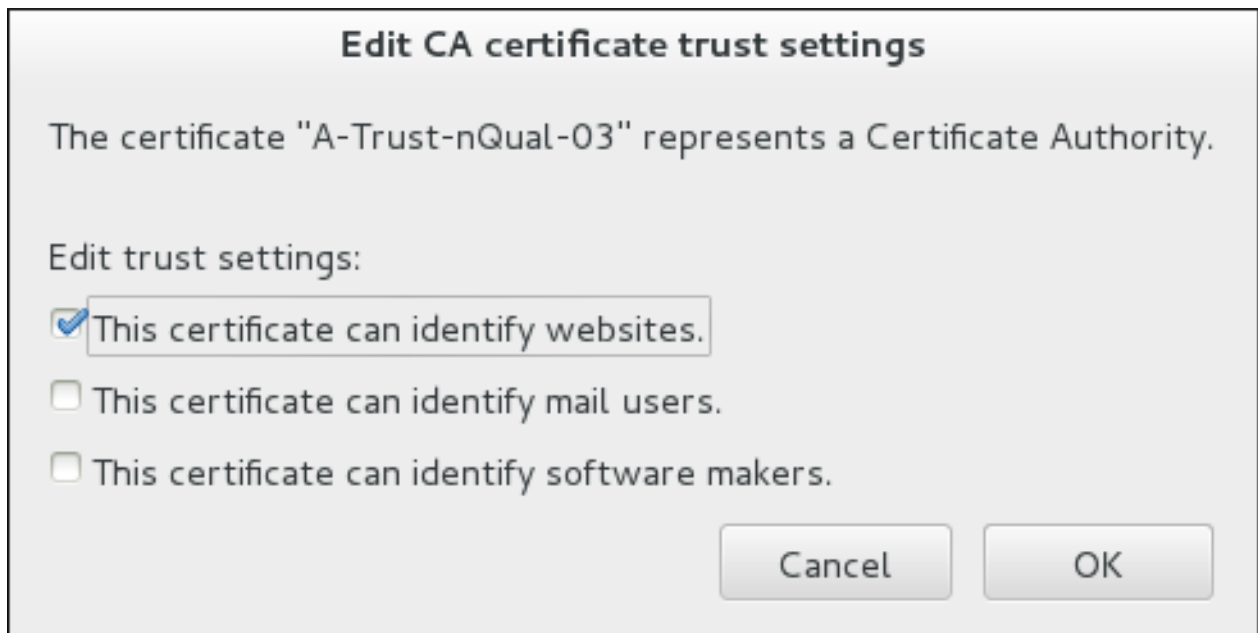 Edit CA certificate trust settings
The certificate "A-Trust-nQual-03" represents a Certificate Authority.
Edit trust settings:
This certificate can identify websites.
This certificate can identify mail users.
This certificate can identify software makers.
Cancel OK